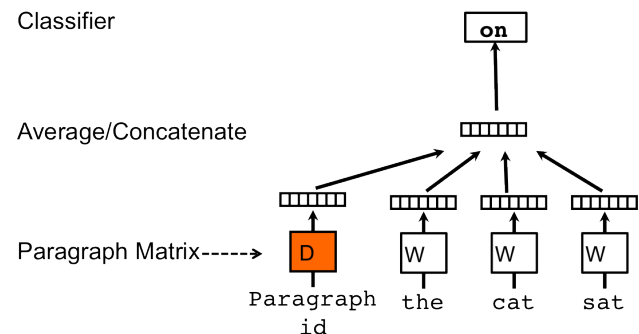 Classifier
on
Average/Concatenate
Paragraph Matrix
D
W
W
W
Paragraph
id
the
cat
sat